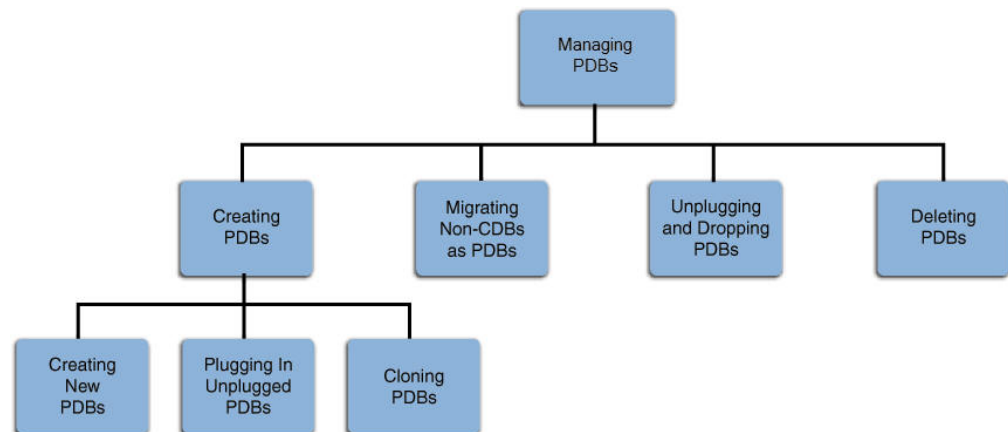 Managing
PDBs
Creating
PDBs
Migrating
Non-CDBs
as PDBs
Unplugging
and Dropping
PDBs
Deleting
PDBs
Creating
New
PDBs
Plugging In
Unplugged
PDBs
Cloning
PDBs